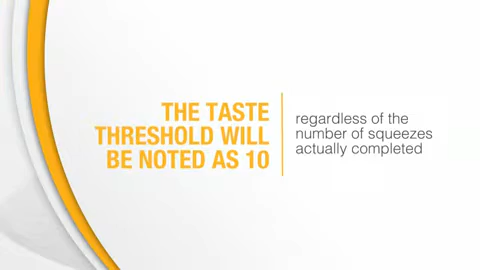 THE TASTE
THRESHOLD WILL
BE NOTED AS 10
regardless of the
number of squeezes
actually completed